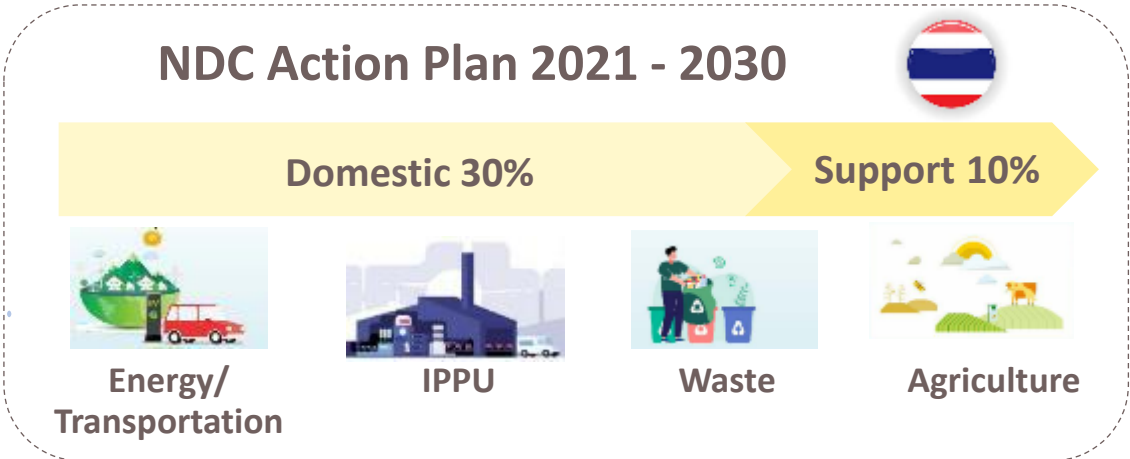 NDC Action Plan 2021 - 2030
Domestic 30%
Support 10%
Energy/
Transportation
IPPU
Waste
Agriculture